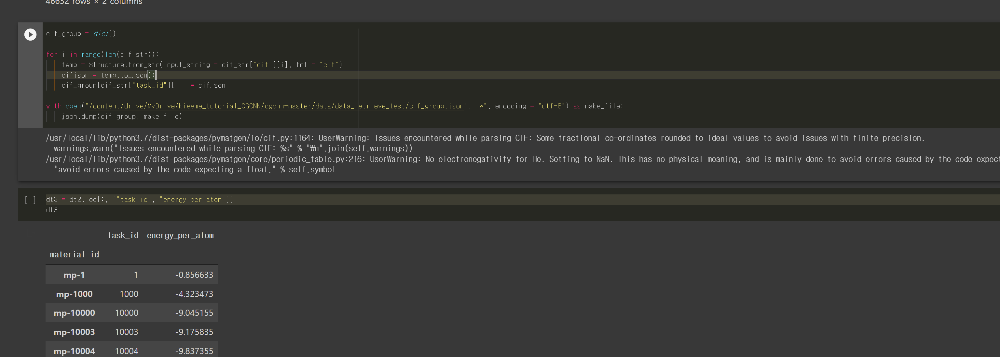 46632 rows × 2 columns
cif_group = dict()
for i in range(len(cif_str)):
temp = Structure.from_str(input_string = cif_str["cif"][i], fmt = "cif")
cifjson = temp.to_json()
cif_group[cif_str["task_id"][i]] = cifjson
with open("/content/drive/MyDrive/kieeme_tutorial_CGCNN/cgcnn-master/data/data_retrieve_test/cif_group.json", "w", encoding = "utf-8") as make_file:
json.dump(cif_group, make_file)
/usr/local/lib/python3.7/dist-packages/pymatgen/io/cif.py:1164: UserWarning: Issues encountered while parsing CIF: Some fractional co-ordinates rounded to ideal values to avoid issues with finite precision.
warnings.warn("Issues encountered while parsing CIF: %s" % "₩n".join(self.warnings))
/usr/local/lib/python3.7/dist-packages/pymatgen/core/periodic_table.py:216: UserWarning: No electronegativity for He. Setting to NaN. This has no physical meaning, and is mainly done to avoid errors caused by the code expect
"avoid errors caused by the code expecting a float." % self.symbol
[ ] dt3 = dt2.loc[:, ["task_id", "energy_per_atom"]]
dt3
task_id energy_per_atom
material_id
mp-1 1 -0.856633
mp-1000 1000 -4.323473
mp-10000 10000 -9.045155
mp-10003 10003 -9.175835
mp-10004 10004 -9.837355